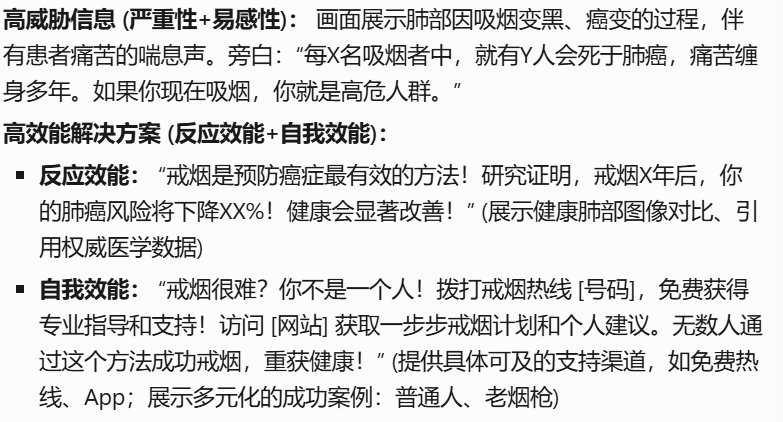 高威胁信息 (严重性+易感性)： 画面展示肺部因吸烟变黑、癌变的过程，伴
有患者痛苦的喘息声。旁白：“每X名吸烟者中，就有Y人会死于肺癌，痛苦缠
身多年。如果你现在吸烟，你就是高危人群。”
高效能解决方案 (反应效能+自我效能)：
▪ 反应效能： “戒烟是预防癌症最有效的方法！研究证明，戒烟X年后，你
的肺癌风险将下降XX%！健康会显著改善！” (展示健康肺部图像对比、引
用权威医学数据)
▪ 自我效能： “戒烟很难？你不是一个人！拨打戒烟热线 [号码]，免费获得
专业指导和支持！访问 [网站] 获取一步步戒烟计划和个人建议。无数人通
过这个方法成功戒烟，重获健康！” (提供具体可及的支持渠道，如免费热
线、App；展示多元化的成功案例：普通人、老烟枪)